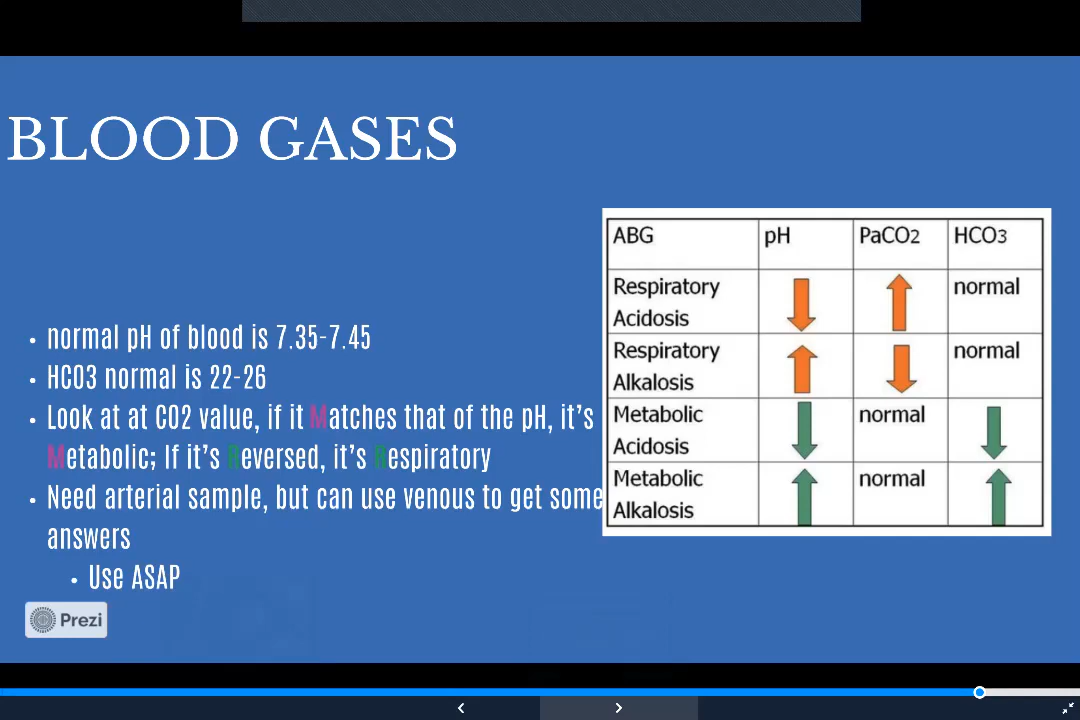 BLOOD GASES
normal pH of blood is 7.35-7.45
HCO3 normal is 22-26
Look at at CO2 value, if it Matches that of the pH, it's
Metabolic; If it's Reversed, it's Respiratory
Need arterial sample, but can use venous to get some
answers
Use ASAP
ABG pH PaCO2 HCO3
Respiratory
Acidosis
normal
Respiratory
Alkalosis
normal
Metabolic
Acidosis
normal
Metabolic
Alkalosis
normal
Prezi